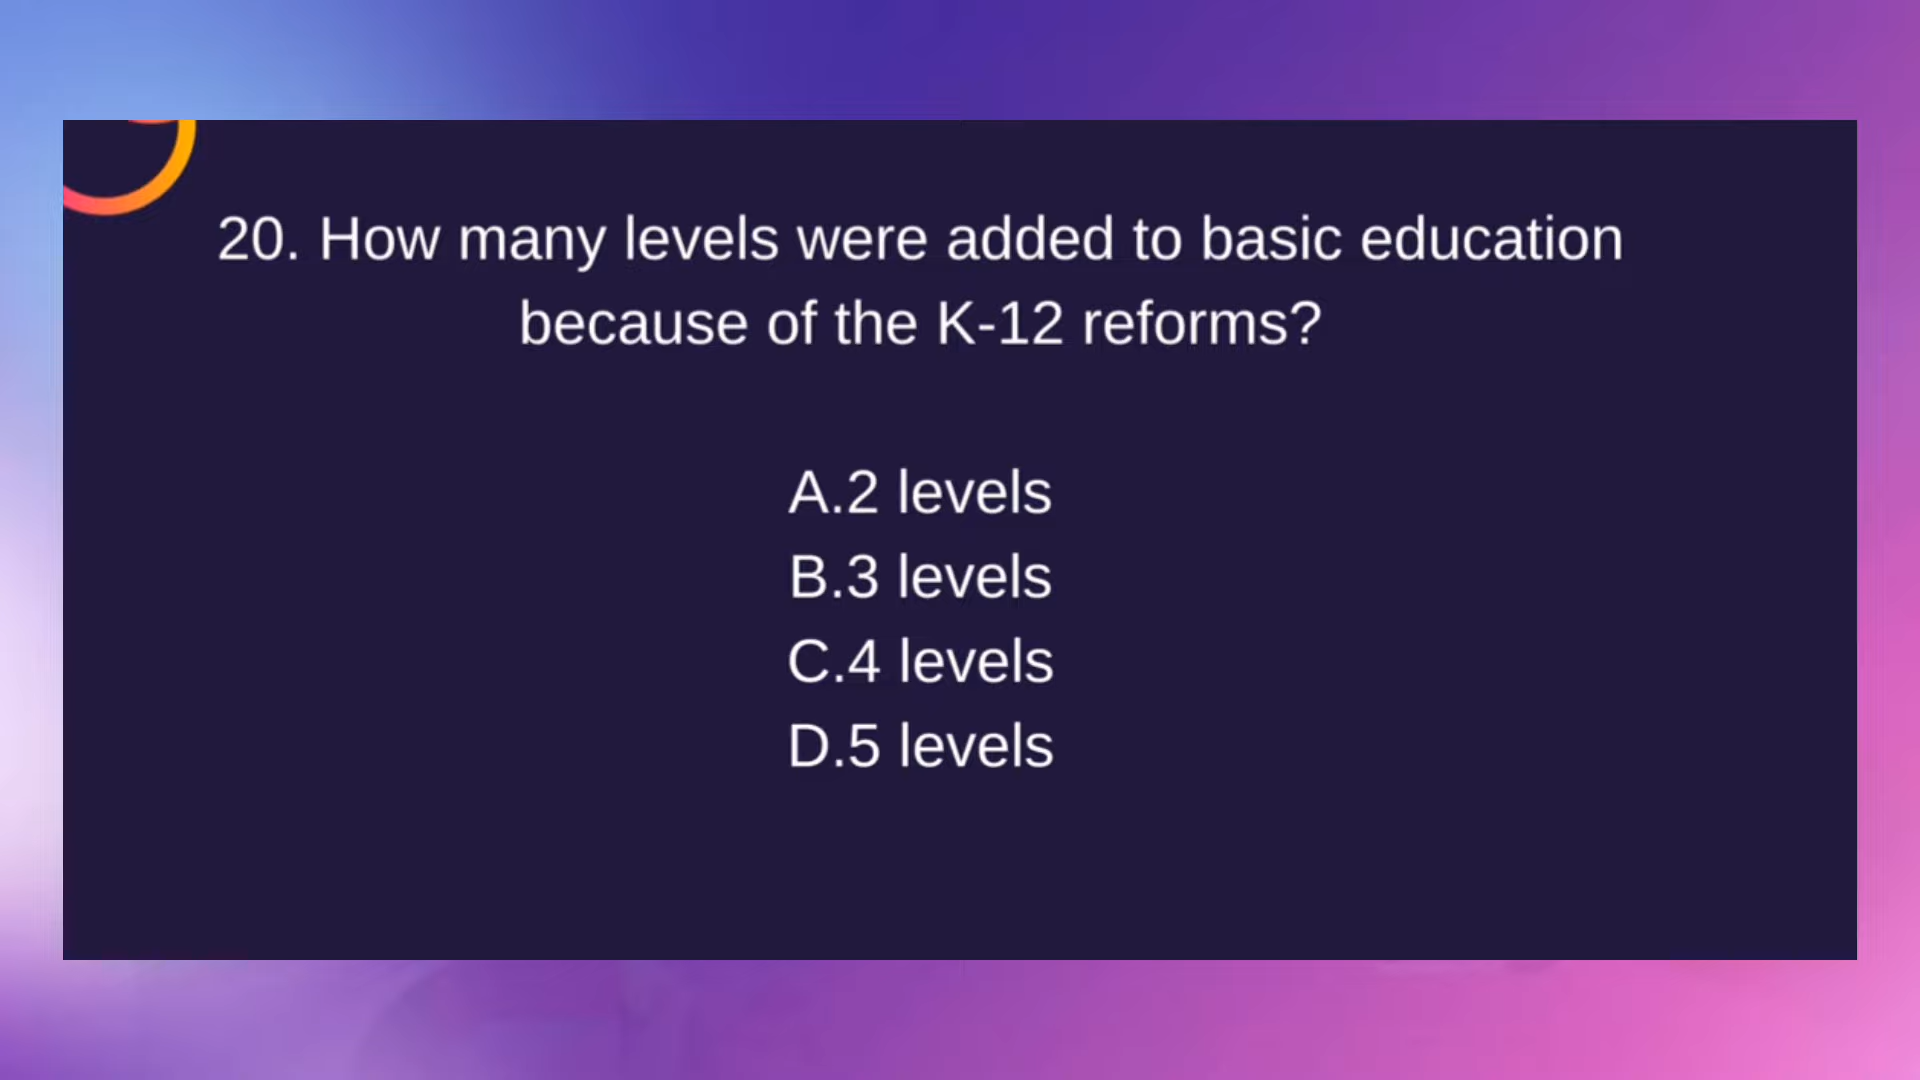 20. How many levels were added to basic education
because of the K-12 reforms?
A.2 levels
B.3 levels
C.4 levels
D.5 levels